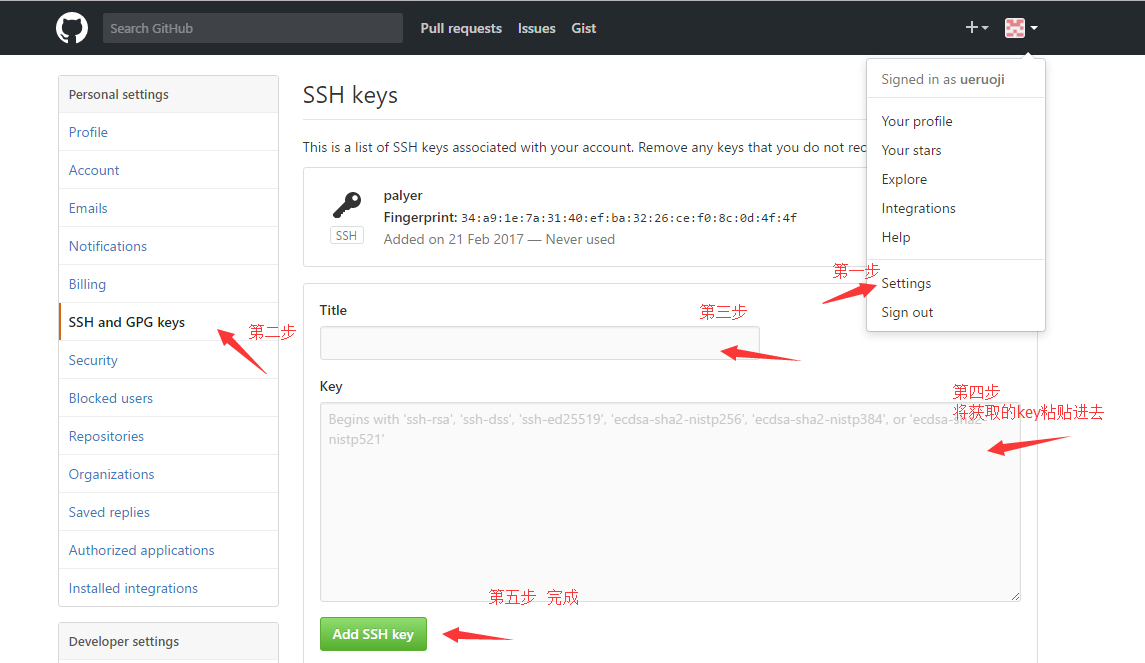 Search GitHub
Pull requests
Issues
Gist
Signed in as ueruoji
Your profile
Your stars
Explore
Integrations
Help
第一步
Settings
Sign out
Personal settings
Profile
Account
Emails
Notifications
Billing
SSH and GPG keys
第二步
Security
Blocked users
Repositories
Organizations
Saved replies
Authorized applications
Installed integrations
Developer settings
SSH keys
This is a list of SSH keys associated with your account. Remove any keys that you do not rec
palyer
Fingerprint: 34:a9:1e:7a:31:40:ef:ba:32:26:ce:f0:8c:0d:4f:4f
SSH
Added on 21 Feb 2017 — Never used
Title
第三步
Key
第四步
将获取的key粘贴进去
Begins with 'ssh-rsa', 'ssh-dss', 'ssh-ed25519', 'ecdsa-sha2-nistp256', 'ecdsa-sha2-nistp384', or 'ecdsa-sha2-
nistp521'
第五步 完成
Add SSH key